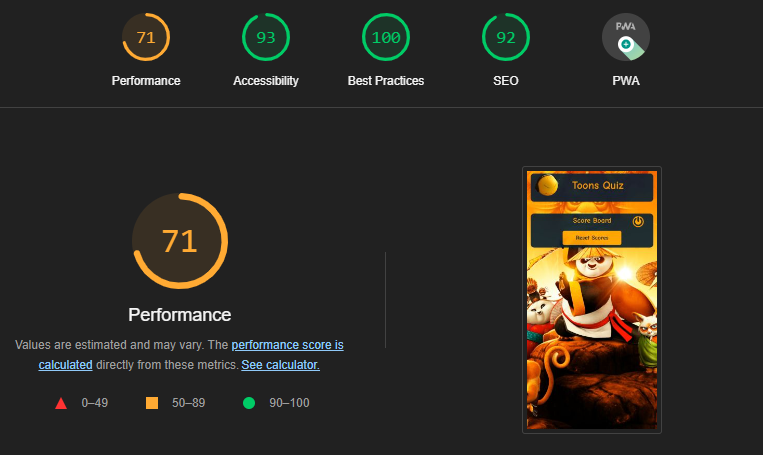 71
93
100
92
PWA
Performance
Accessibility
Best Practices
SEO
PWA
71
Performance
Values are estimated and may vary. The performance score is
calculated directly from these metrics. See calculator.
0–49
50–89
90–100
Toons Quiz
Score Board
Reset Scores